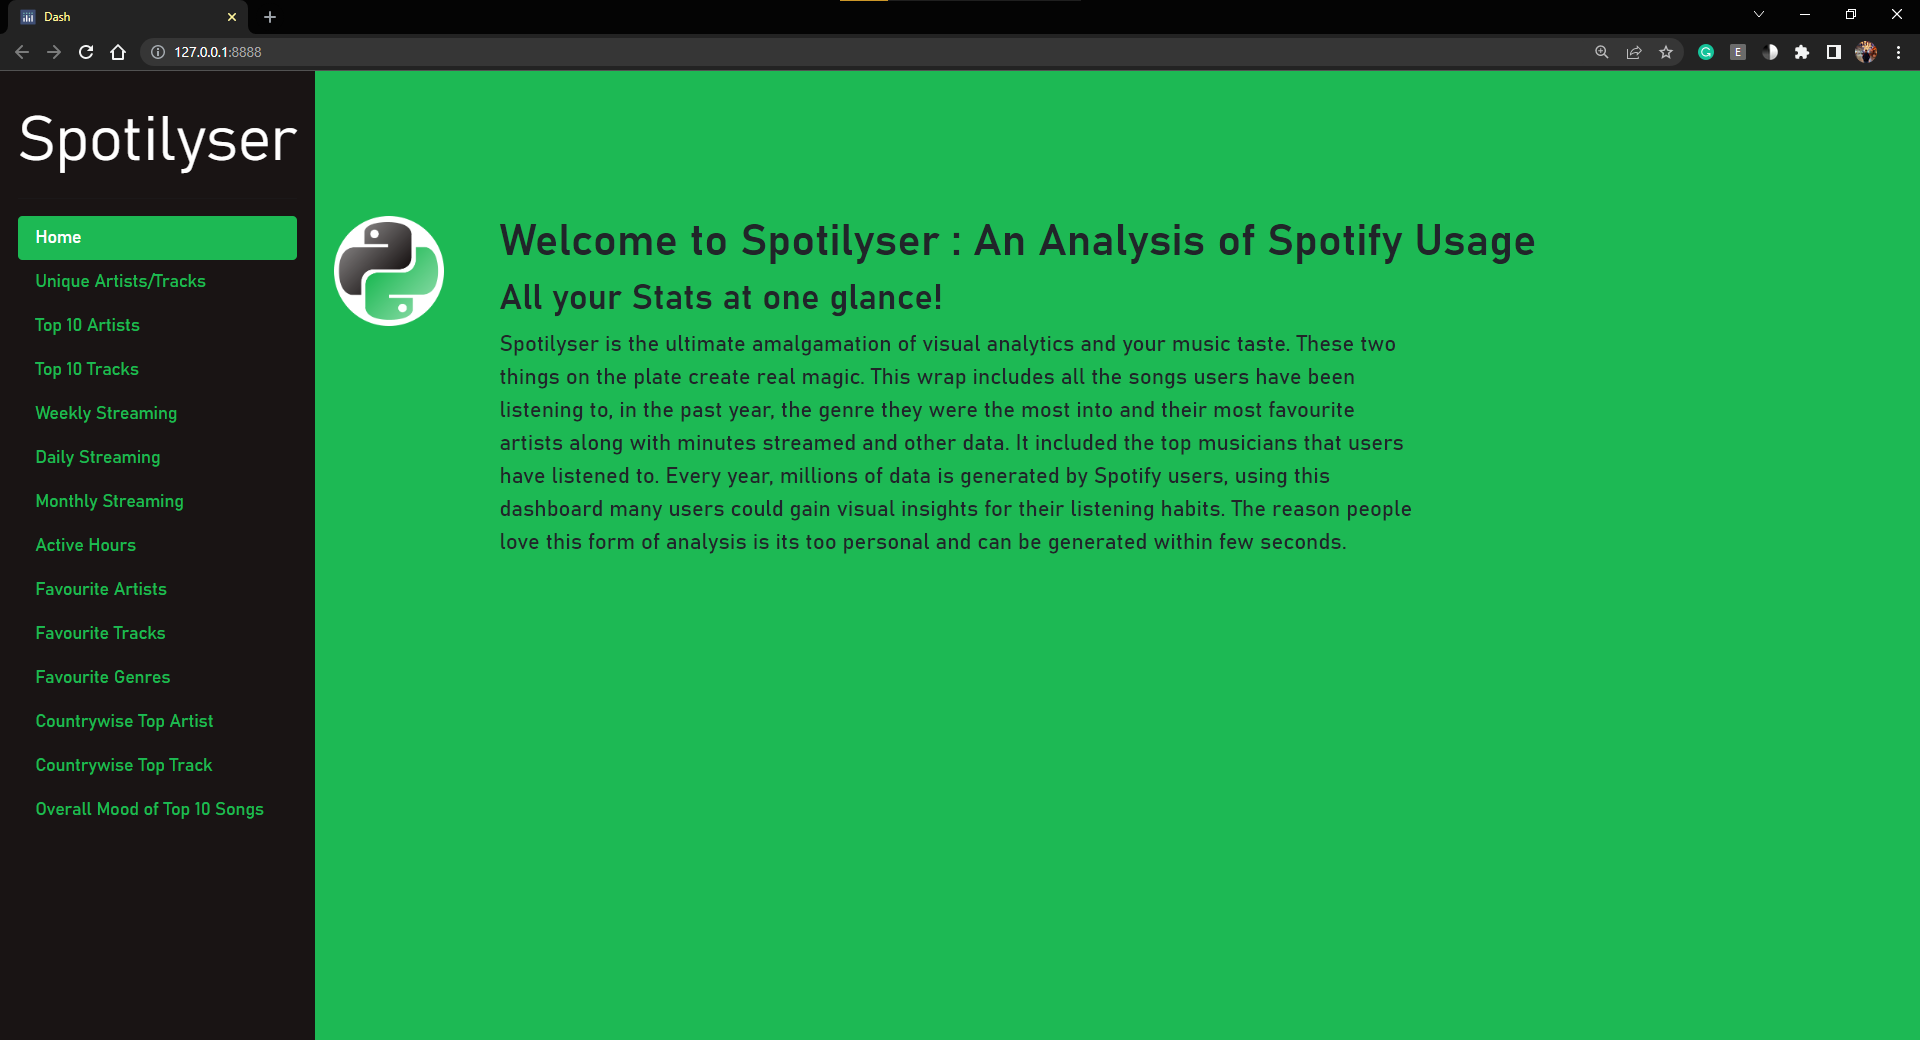 Dash
127.0.0.1:8888
E
Spotilyser
Home
Unique Artists/Tracks
Top 10 Artists
Top 10 Tracks
Weekly Streaming
Daily Streaming
Monthly Streaming
Active Hours
Favourite Artists
Favourite Tracks
Favourite Genres
Countrywise Top Artist
Countrywise Top Track
Overall Mood of Top 10 Songs
Welcome to Spotilyser : An Analysis of Spotify Usage
All your Stats at one glance!
Spotilyser is the ultimate amalgamation of visual analytics and your music taste. These two
things on the plate create real magic. This wrap includes all the songs users have been
listening to, in the past year, the genre they were the most into and their most favourite
artists along with minutes streamed and other data. It included the top musicians that users
have listened to. Every year, millions of data is generated by Spotify users, using this
dashboard many users could gain visual insights for their listening habits. The reason people
love this form of analysis is its too personal and can be generated within few seconds.